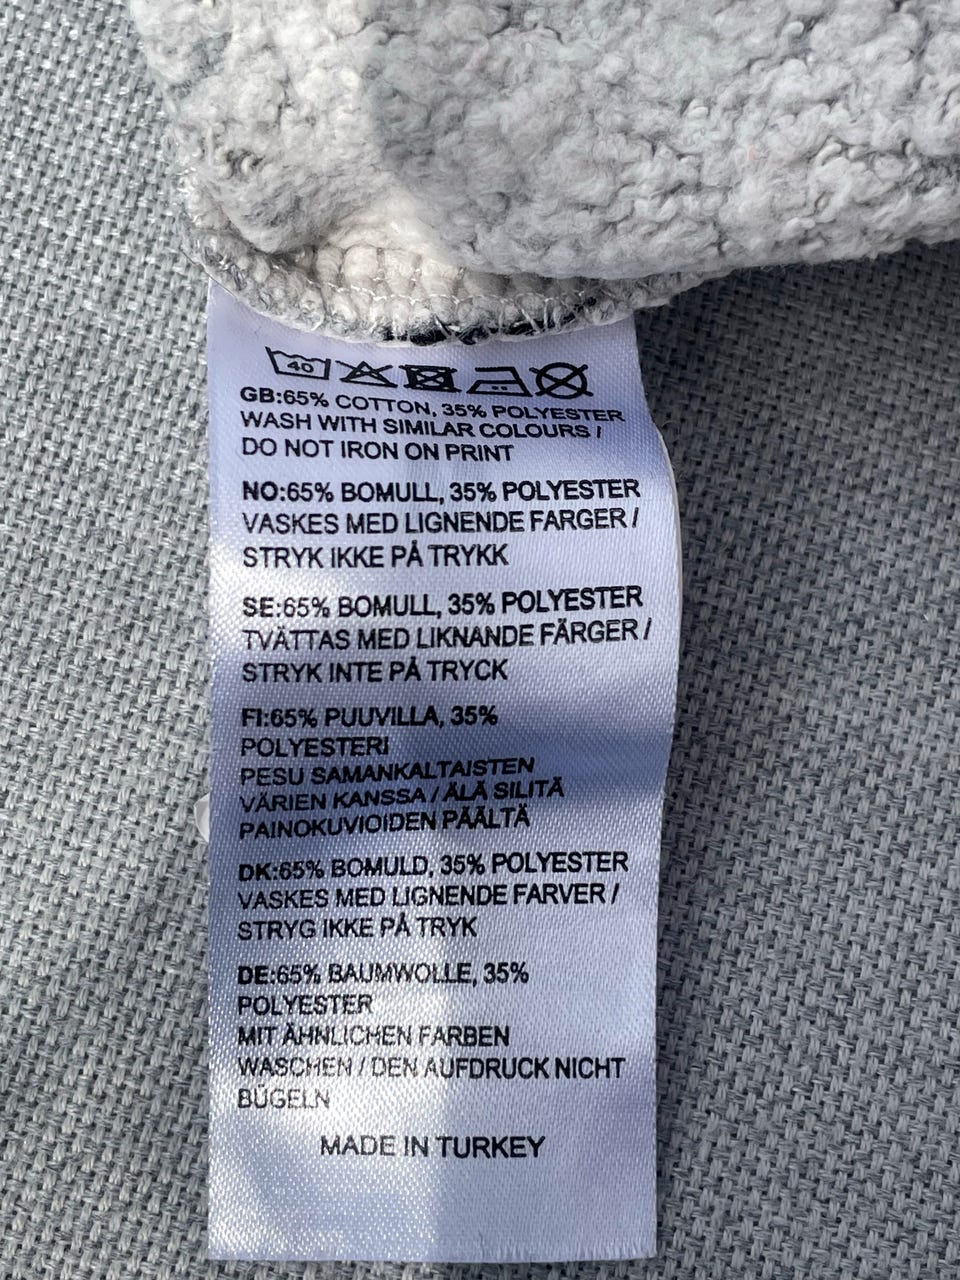 40
GB:65% COTTON, 35% POLYESTER
WASH WITH SIMILAR COLOURS /
DO NOT IRON ON PRINT
NO:65% BOMULL, 35% POLYESTER
VASKES MED LIGNENDE FARGER /
STRYK IKKE PÅ TRYKK
SE:65% BOMULL, 35% POLYESTER
TVÄTTAS MED LIKNANDE FÄRGER /
STRYK INTE PÅ TRYCK
FI:65% PUUVILLA, 35%
POLYESTERI
PESU SAMANKALTAISTEN
VÄRIEN KANSSA / ÄLÄ SILITÄ
PAINOKUVIOIDEN PÄÄLTÄ
DK:65% BOMULD, 35% POLYESTER
VASKES MED LIGNENDE FARVER /
STRYG IKKE PÅ TRYK
DE:65% BAUMWOLLE, 35%
POLYESTER
MIT ÄHNLICHEN FARBEN
WASCHEN / DEN AUFDRUCK NICHT
BÜGELN
MADE IN TURKEY